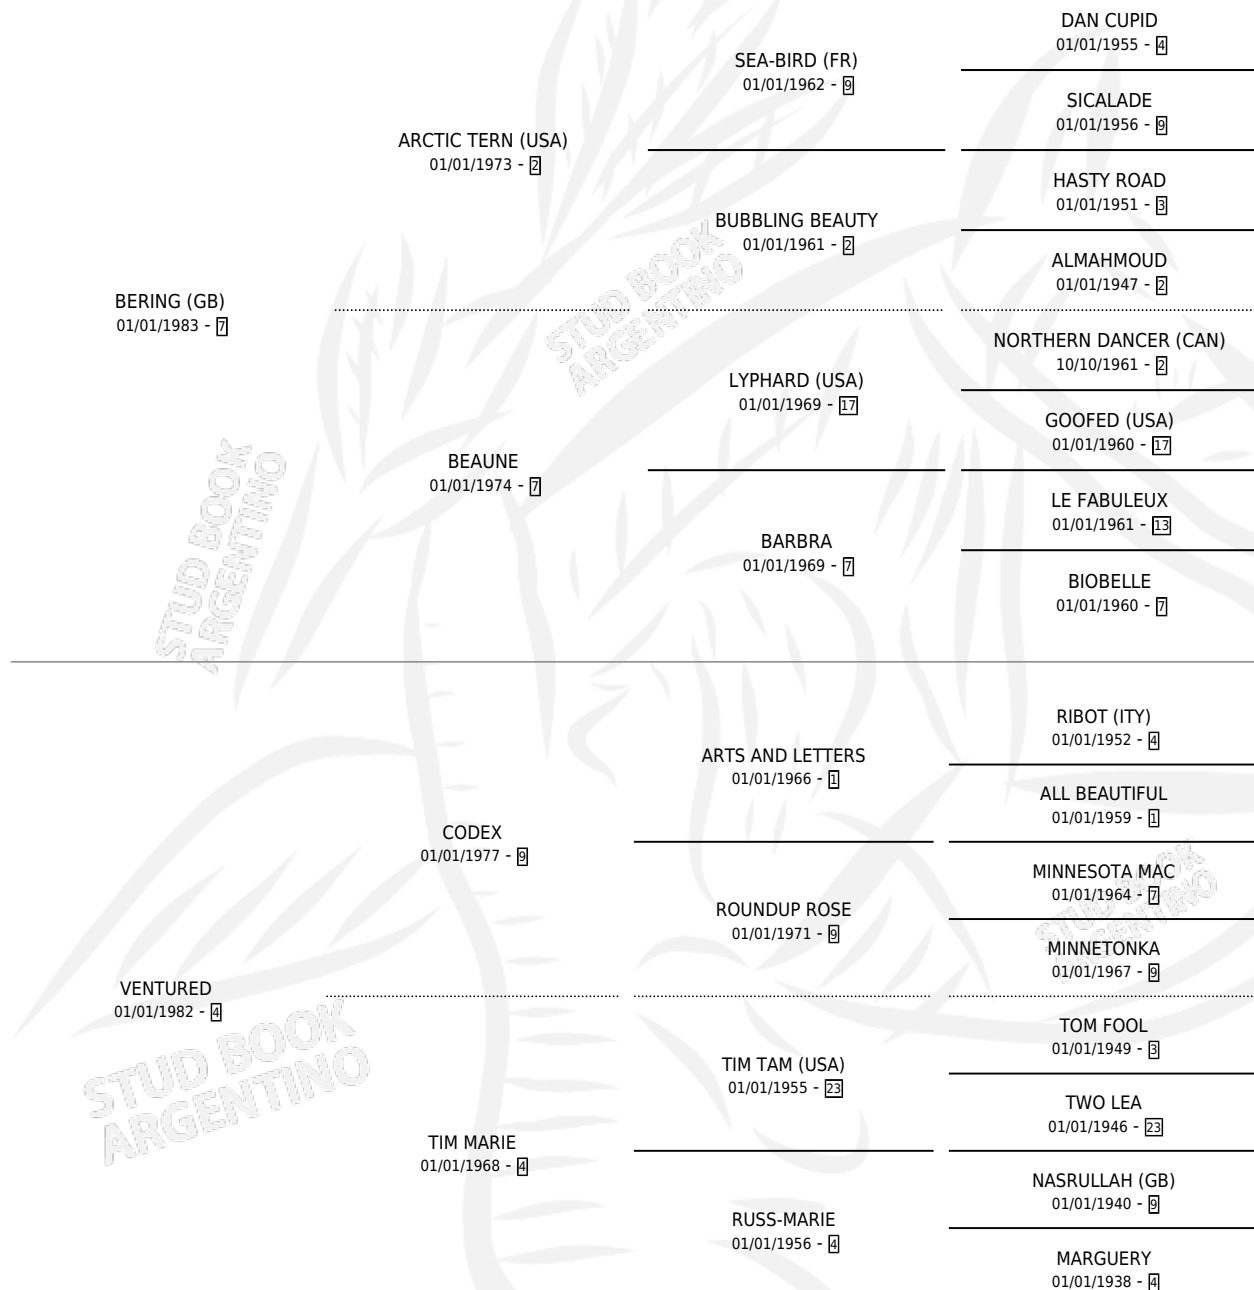 DAN CUPID
01/01/1955 - 4
SEA-BIRD (FR)
01/01/1962 - 9
SICALADE
01/01/1956 - 9
ARCTIC TERN (USA)
01/01/1973 - 2
HASTY ROAD
01/01/1951 - 3
BUBBLING BEAUTY
01/01/1961 - 2
ALMAHMOUD
01/01/1947 - 2
BERING (GB)
01/01/1983 - 7
STUD BOOK
ARGENTINO
NORTHERN DANCER (CAN)
10/10/1961 - 2
LYPHARD (USA)
01/01/1969 - 17
GOOFED (USA)
01/01/1960 - 17
BEAUNE
01/01/1974 - 7
LE FABULEUX
01/01/1961 - 13
BARBRA
01/01/1969 - 7
BIOBELLE
01/01/1960 - 7
STUD BOOK
ARGENTINO
RIBOT (ITY)
01/01/1952 - 4
ARTS AND LETTERS
01/01/1966 - 1
ALL BEAUTIFUL
01/01/1959 - 1
CODEX
01/01/1977 - 9
MINNESOTA MAC
01/01/1964 - 7
ROUNDUP ROSE
01/01/1971 - 9
STUD BOOK
ARGENTINO
MINNETONKA
01/01/1967 - 9
VENTURED
01/01/1982 - 4
STUD BOOK
ARGENTINO
TOM FOOL
01/01/1949 - 3
TIM TAM (USA)
01/01/1955 - 23
TWO LEA
01/01/1946 - 23
TIM MARIE
01/01/1968 - 4
NASRULLAH (GB)
01/01/1940 - 9
RUSS-MARIE
01/01/1956 - 4
MARGUERY
01/01/1938 - 4